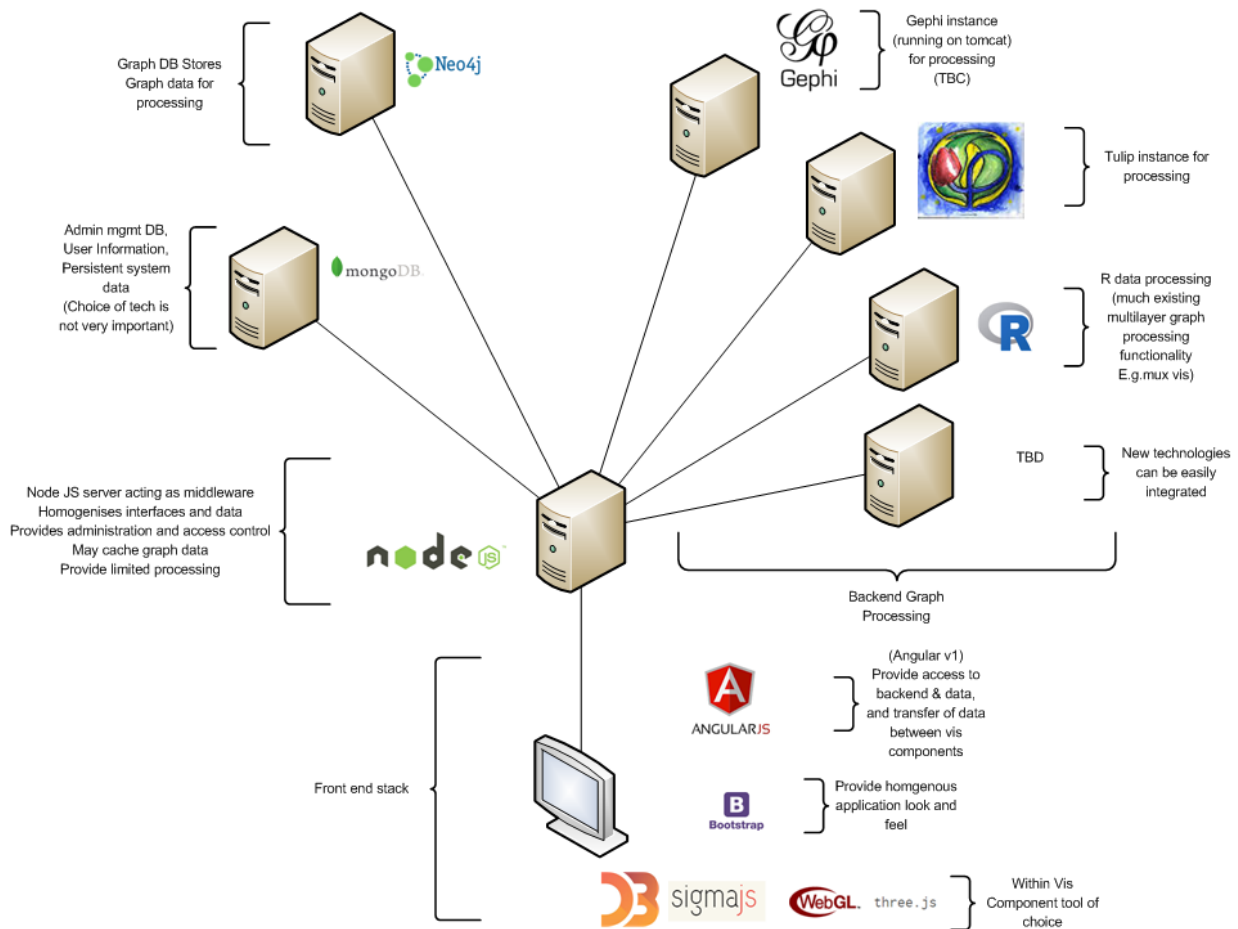 Graph DB Stores
Graph data for
processing
Neo4j
Gephi
Gephi instance
(running on tomcat)
for processing
(TBC)
Tulip instance for
processing
Admin mgmt DB,
User Information,
Persistent system
data
(Choice of tech is
not very important)
mongoDB.
R
R data processing
(much existing
multilayer graph
processing
functionality
E.g.mux vis)
TBD
New technologies
can be easily
integrated
Node JS server acting as middleware
Homogenises interfaces and data
Provides administration and access control
May cache graph data
Provide limited processing
node JS
Backend Graph
Processing
Front end stack
A
ANGULARJS
(Angular v1)
Provide access to
backend & data,
and transfer of data
between vis
components
B
Bootstrap
Provide homgenous
application look and
feel
D3
sigmajs
WebGL.
three.js
Within Vis
Component tool of
choice